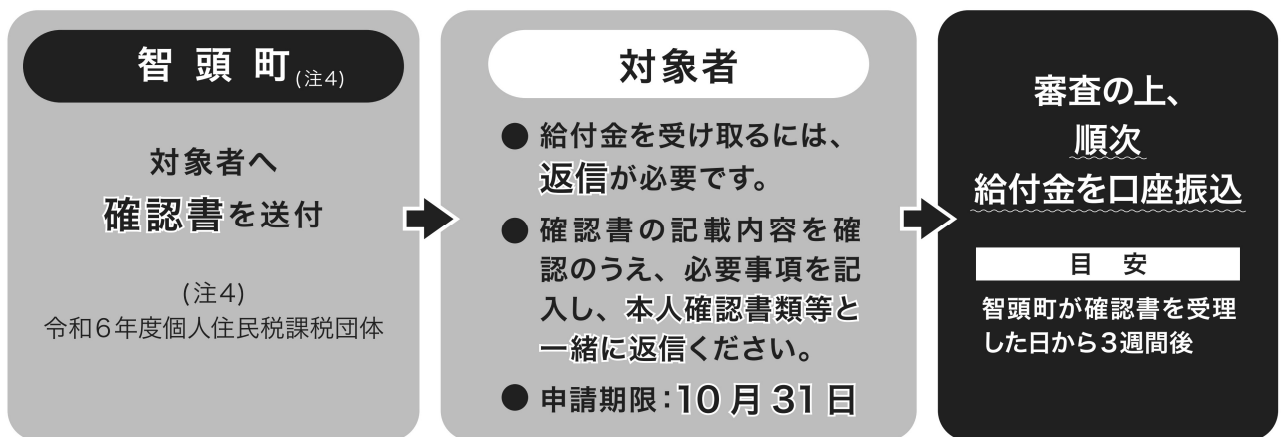 智頭町(注4)
対象者へ
確認書を送付
(注4)
令和6年度個人住民税課税団体
対象者
● 給付金を受け取るには、
返信が必要です。
● 確認書の記載内容を確
認のうえ、必要事項を記
入し、本人確認書類等と
一緒に返信ください。
● 申請期限:10月31日
審査の上、
順次
給付金を口座振込
目 安
智頭町が確認書を受理
した日から3週間後